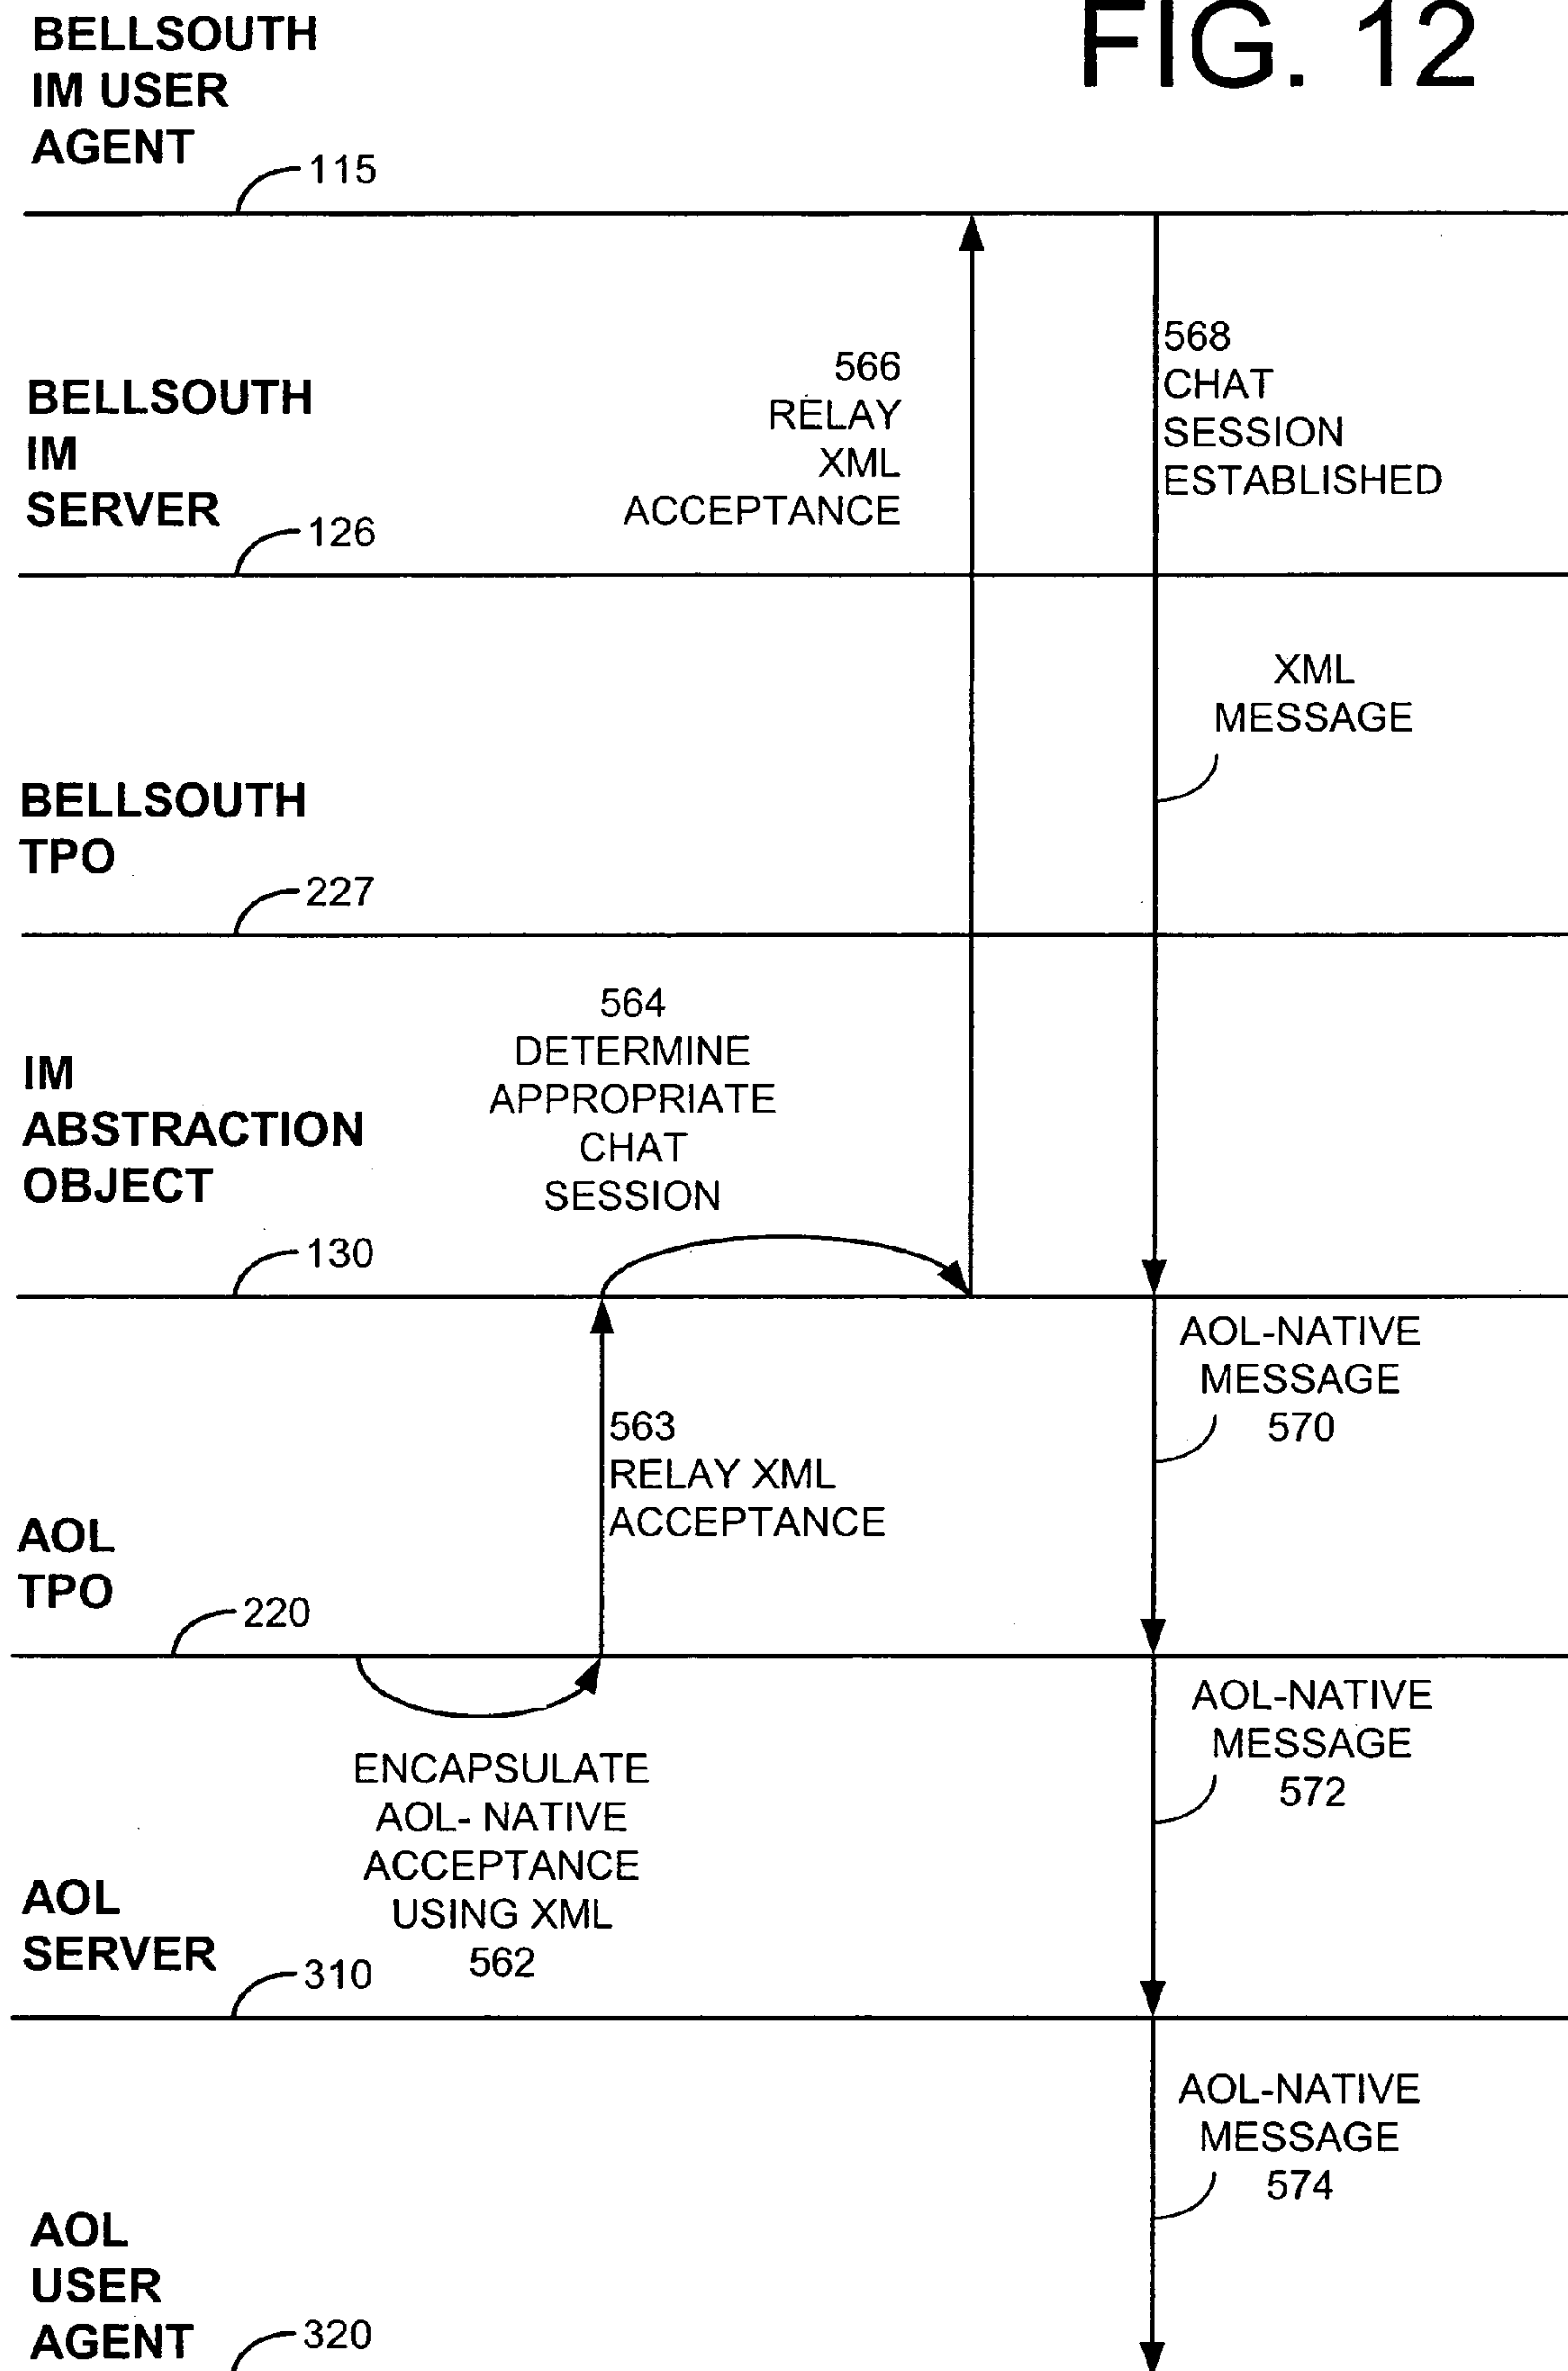 FIG. 12
BELLSOUTH
IM USER
AGENT
115
566
RELAY
XML
ACCEPTANCE
568
CHAT
SESSION
ESTABLISHED
BELLSOUTH
IM
SERVER
126
XML
MESSAGE
BELLSOUTH
TPO
227
564
DETERMINE
APPROPRIATE
CHAT
SESSION
IM
ABSTRACTION
OBJECT
130
AOL-NATIVE
MESSAGE
570
563
RELAY XML
ACCEPTANCE
AOL
TPO
220
AOL-NATIVE
MESSAGE
572
ENCAPSULATE
AOL- NATIVE
ACCEPTANCE
USING XML
562
AOL
SERVER
310
AOL-NATIVE
MESSAGE
574
AOL
USER
AGENT
320